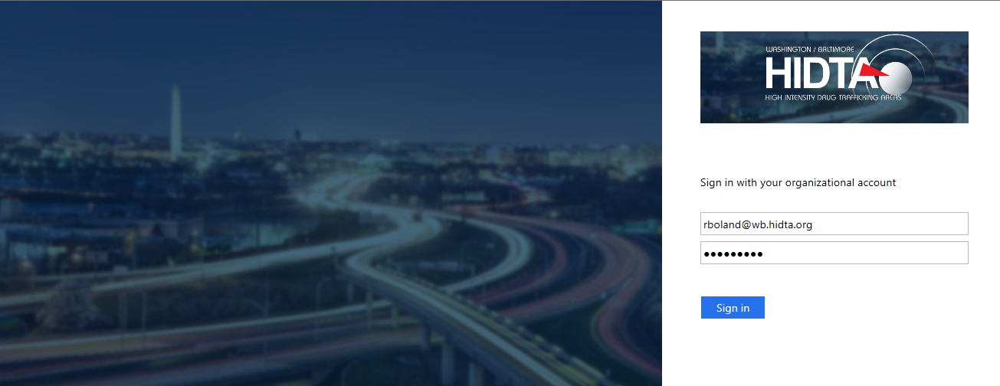 WASHINGTON / BALTIMORE
HIDTA
HIGH INTENSITY DRUG TRAFFICKING AREAS
Sign in with your organizational account
rboland@wb.hidta.org
●●●●●●●●●
Sign in